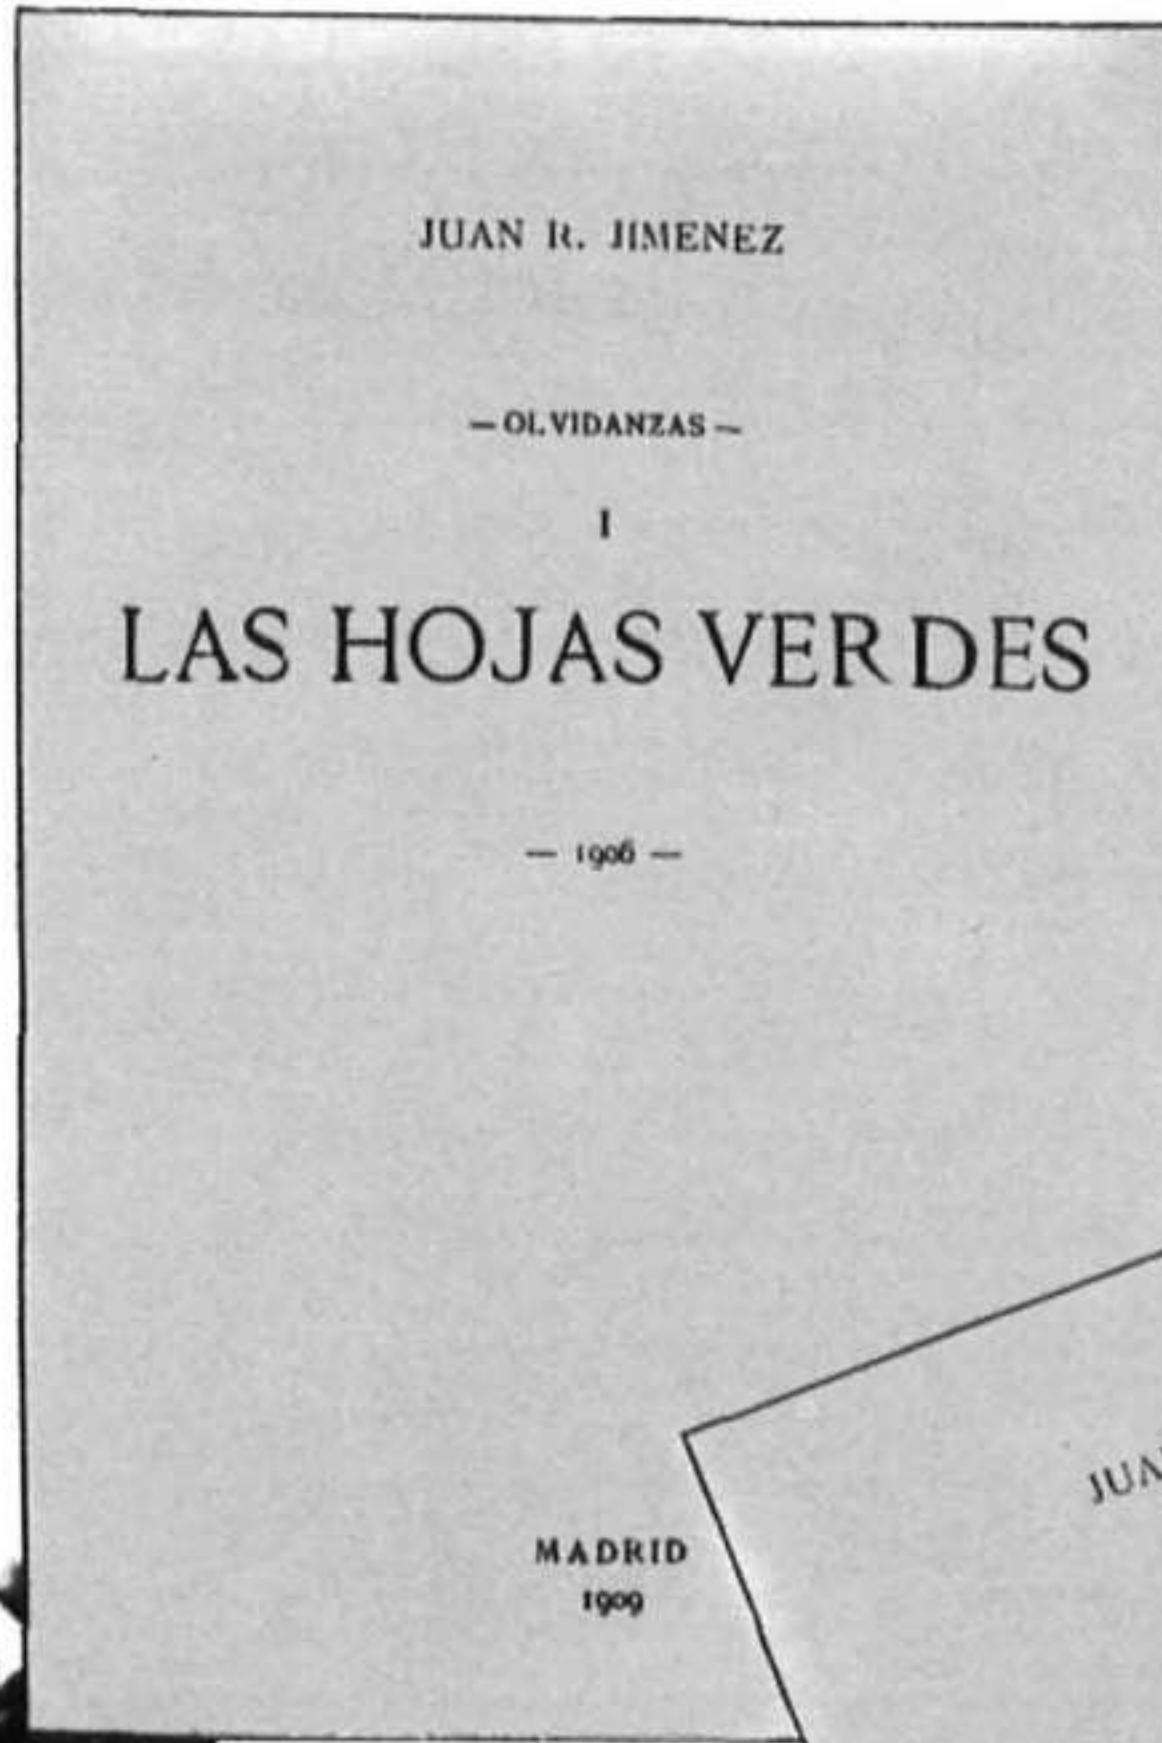 JUAN R. JIMENEZ
— OLVIDANZAS —
I
LAS HOJAS VERDES
— 1906 —
MADRID
1909